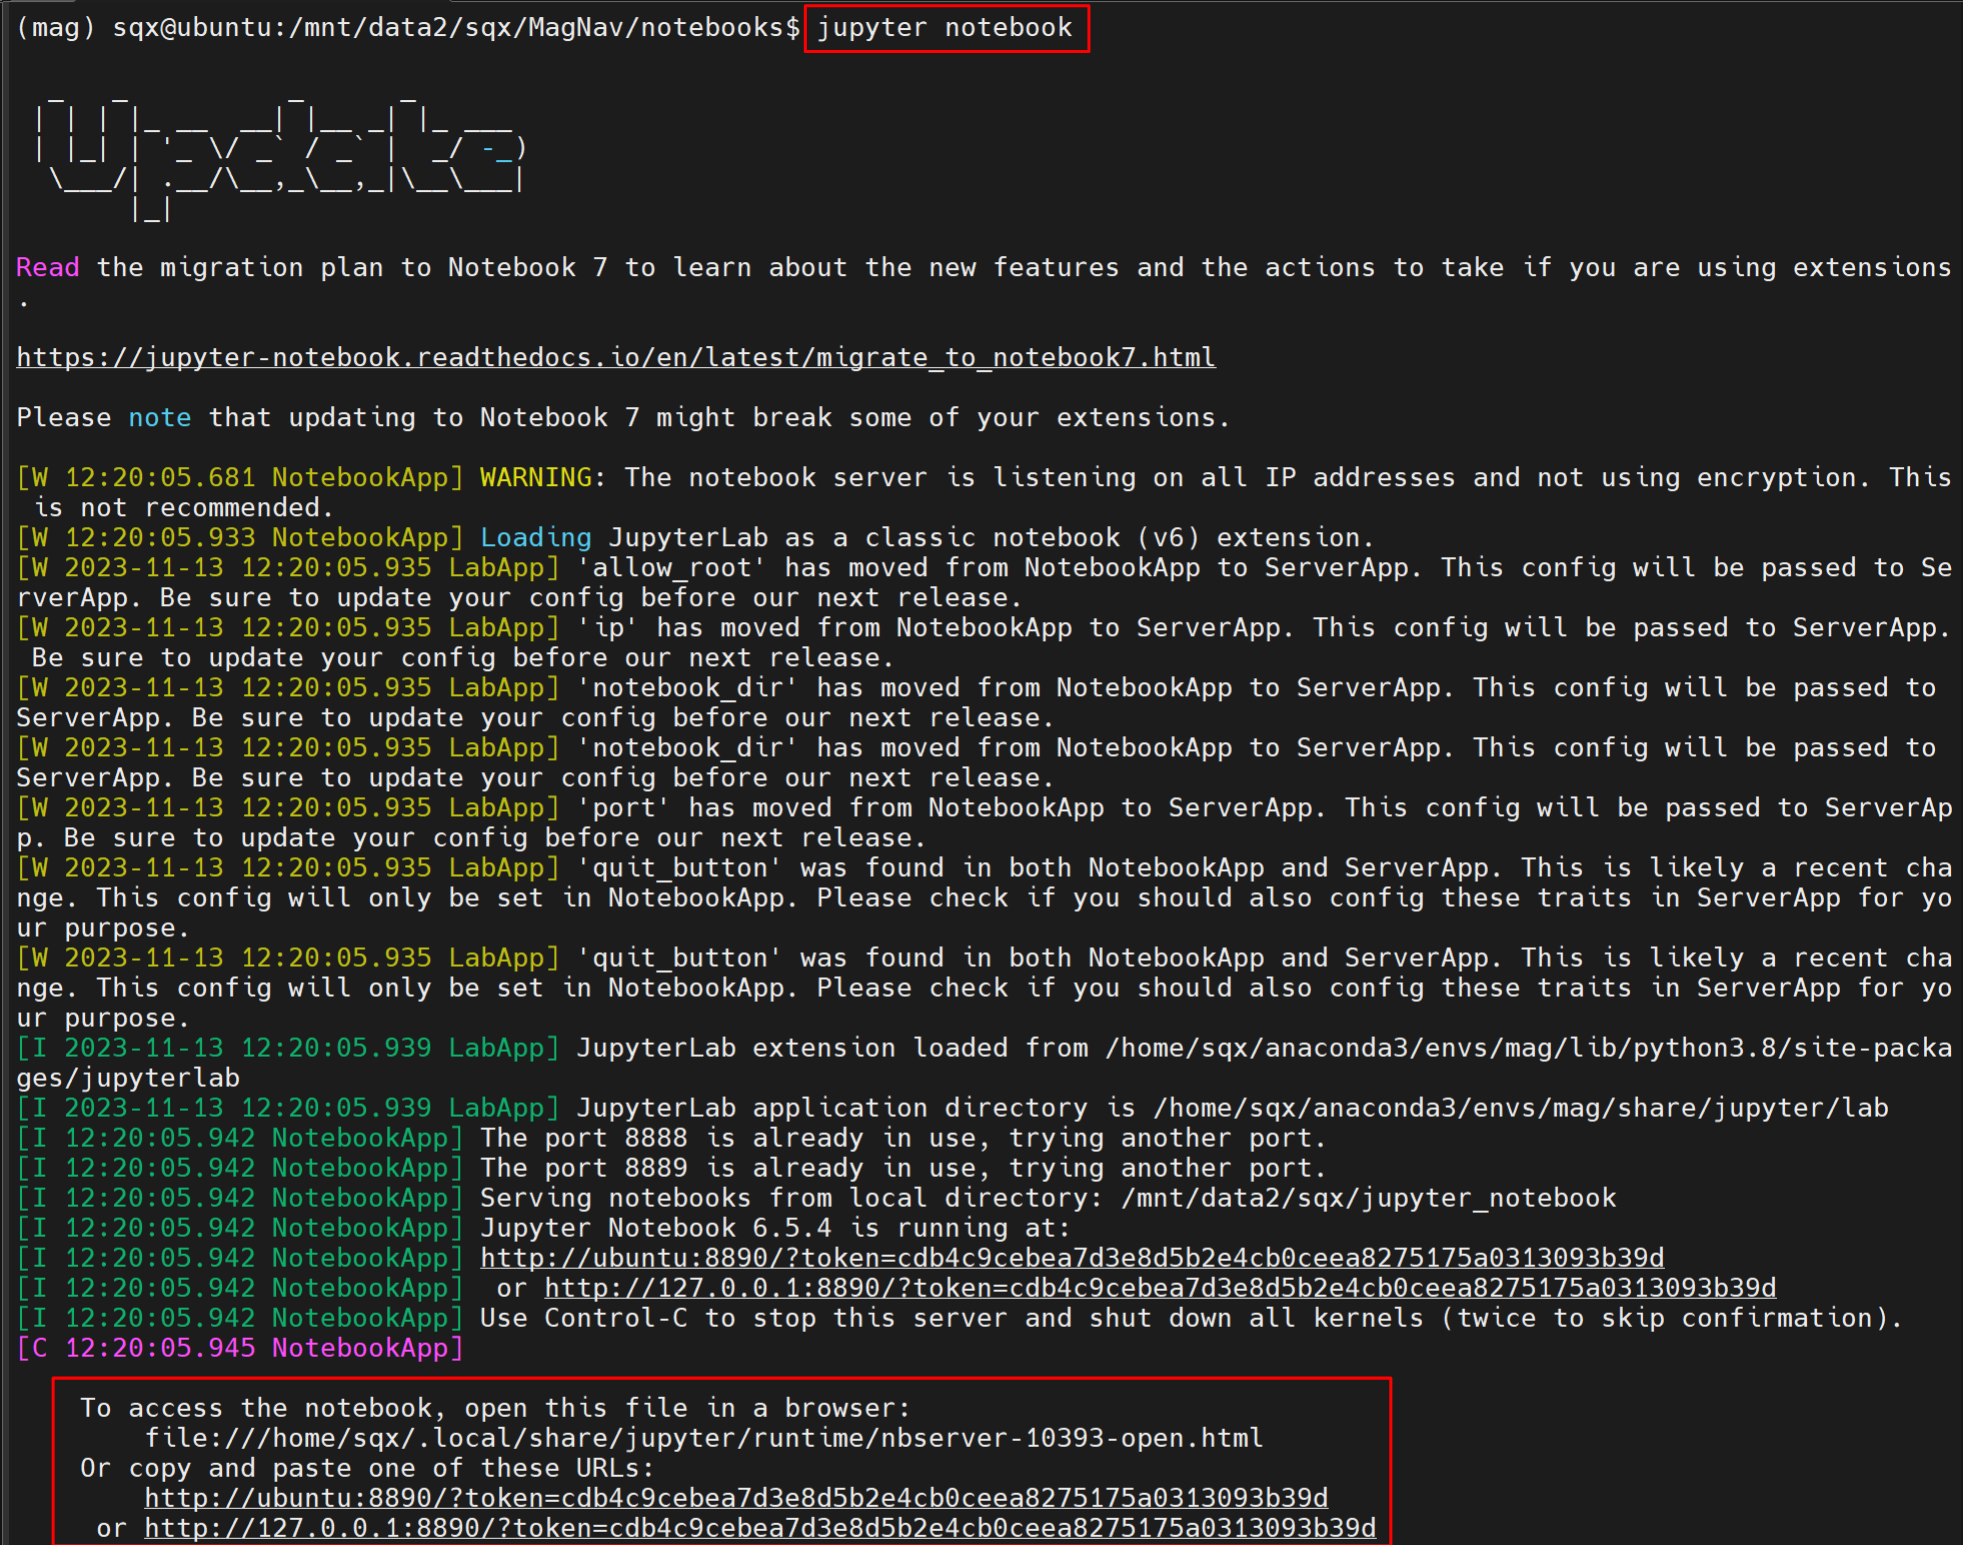 (mag) sqx@ubuntu:/mnt/data2/sqx/MagNav/notebooks$ jupyter notebook
  _   _          _      _
 | | | |_ __  __| |__ _| |_ ___
 | |_| | '_ \/ _` / _` |  _/ -_)
  \___/| .__/\__,_\__,_|\__\___|
       |_|
Read the migration plan to Notebook 7 to learn about the new features and the actions to take if you are using extensions
.
https://jupyter-notebook.readthedocs.io/en/latest/migrate_to_notebook7.html
Please note that updating to Notebook 7 might break some of your extensions.
[W 12:20:05.681 NotebookApp] WARNING: The notebook server is listening on all IP addresses and not using encryption. This
 is not recommended.
[W 12:20:05.933 NotebookApp] Loading JupyterLab as a classic notebook (v6) extension.
[W 2023-11-13 12:20:05.935 LabApp] 'allow_root' has moved from NotebookApp to ServerApp. This config will be passed to Se
rverApp. Be sure to update your config before our next release.
[W 2023-11-13 12:20:05.935 LabApp] 'ip' has moved from NotebookApp to ServerApp. This config will be passed to ServerApp.
 Be sure to update your config before our next release.
[W 2023-11-13 12:20:05.935 LabApp] 'notebook_dir' has moved from NotebookApp to ServerApp. This config will be passed to
ServerApp. Be sure to update your config before our next release.
[W 2023-11-13 12:20:05.935 LabApp] 'notebook_dir' has moved from NotebookApp to ServerApp. This config will be passed to
ServerApp. Be sure to update your config before our next release.
[W 2023-11-13 12:20:05.935 LabApp] 'port' has moved from NotebookApp to ServerApp. This config will be passed to ServerAp
p. Be sure to update your config before our next release.
[W 2023-11-13 12:20:05.935 LabApp] 'quit_button' was found in both NotebookApp and ServerApp. This is likely a recent cha
nge. This config will only be set in NotebookApp. Please check if you should also config these traits in ServerApp for yo
ur purpose.
[W 2023-11-13 12:20:05.935 LabApp] 'quit_button' was found in both NotebookApp and ServerApp. This is likely a recent cha
nge. This config will only be set in NotebookApp. Please check if you should also config these traits in ServerApp for yo
ur purpose.
[I 2023-11-13 12:20:05.939 LabApp] JupyterLab extension loaded from /home/sqx/anaconda3/envs/mag/lib/python3.8/site-packa
ges/jupyterlab
[I 2023-11-13 12:20:05.939 LabApp] JupyterLab application directory is /home/sqx/anaconda3/envs/mag/share/jupyter/lab
[I 12:20:05.942 NotebookApp] The port 8888 is already in use, trying another port.
[I 12:20:05.942 NotebookApp] The port 8889 is already in use, trying another port.
[I 12:20:05.942 NotebookApp] Serving notebooks from local directory: /mnt/data2/sqx/jupyter_notebook
[I 12:20:05.942 NotebookApp] Jupyter Notebook 6.5.4 is running at:
[I 12:20:05.942 NotebookApp] http://ubuntu:8890/?token=cdb4c9cebea7d3e8d5b2e4cb0ceea8275175a0313093b39d
[I 12:20:05.942 NotebookApp]  or http://127.0.0.1:8890/?token=cdb4c9cebea7d3e8d5b2e4cb0ceea8275175a0313093b39d
[I 12:20:05.942 NotebookApp] Use Control-C to stop this server and shut down all kernels (twice to skip confirmation).
[C 12:20:05.945 NotebookApp]
    To access the notebook, open this file in a browser:
        file:///home/sqx/.local/share/jupyter/runtime/nbserver-10393-open.html
    Or copy and paste one of these URLs:
        http://ubuntu:8890/?token=cdb4c9cebea7d3e8d5b2e4cb0ceea8275175a0313093b39d
     or http://127.0.0.1:8890/?token=cdb4c9cebea7d3e8d5b2e4cb0ceea8275175a0313093b39d